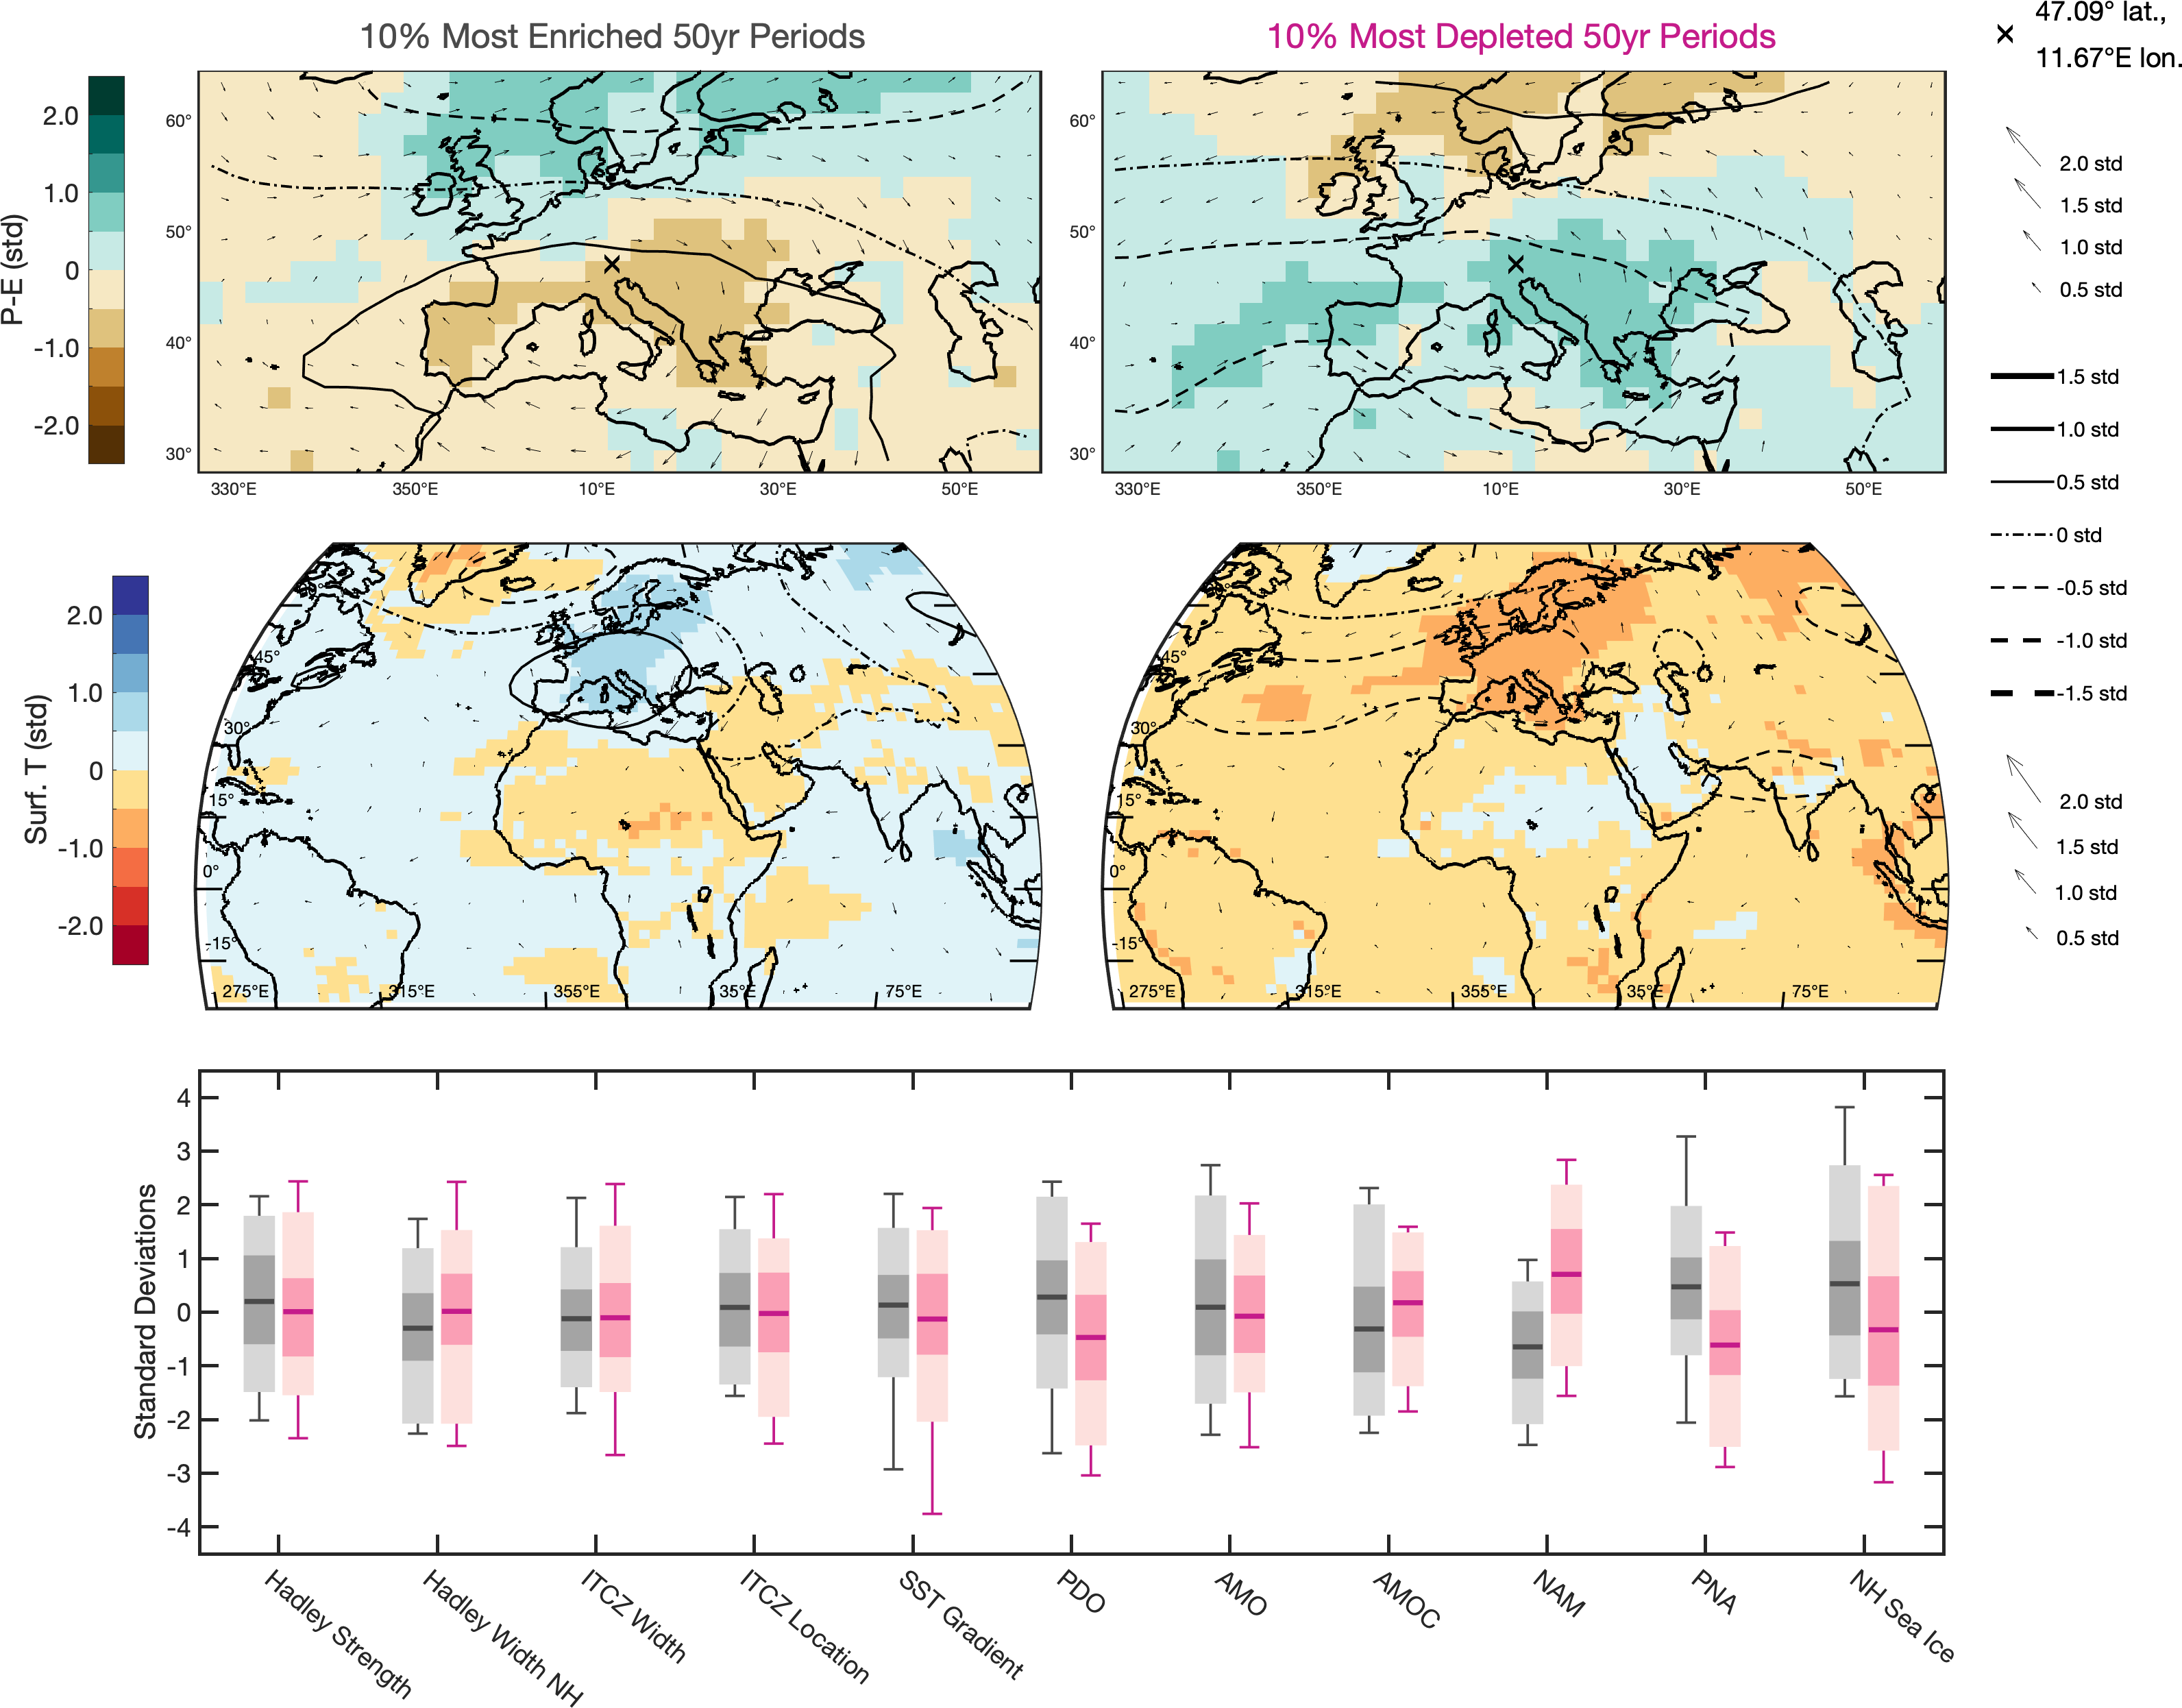 10% Most Enriched 50yr Periods
10% Most Depleted 50yr Periods
47.09° lat.,
11.67°E lon.
P-E (std)
2.0
1.0
0
-1.0
-2.0
60°
50°
40°
30°
330°E 350°E 10°E 30°E 50°E
60°
50°
40°
30°
330°E 350°E 10°E 30°E 50°E
2.0 std
1.5 std
1.0 std
0.5 std
1.5 std
1.0 std
0.5 std
0 std
-0.5 std
-1.0 std
-1.5 std
Surf. T (std)
2.0
1.0
0
-1.0
-2.0
45°
30°
15°
0°
-15°
275°E 315°E 355°E 35°E 75°E
45°
30°
15°
0°
-15°
275°E 315°E 355°E 35°E 75°E
2.0 std
1.5 std
1.0 std
0.5 std
Standard Deviations
4
3
2
1
0
-1
-2
-3
-4
Hadley Strength
Hadley Width NH
ITCZ Width
ITCZ Location
SST Gradient
PDO
AMO
AMOC
NAM
PNA
NH Sea Ice